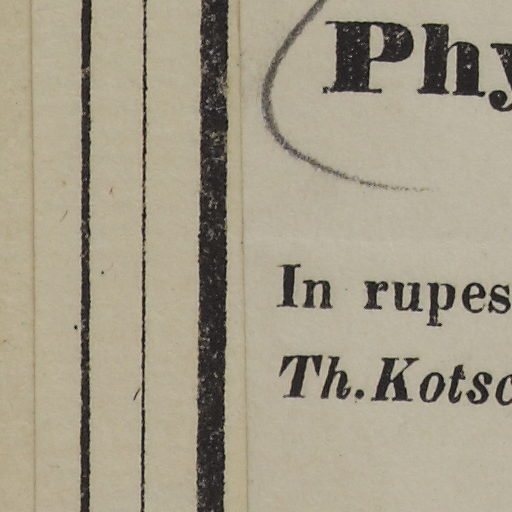 Phy
In rupes
Th. Kotsc